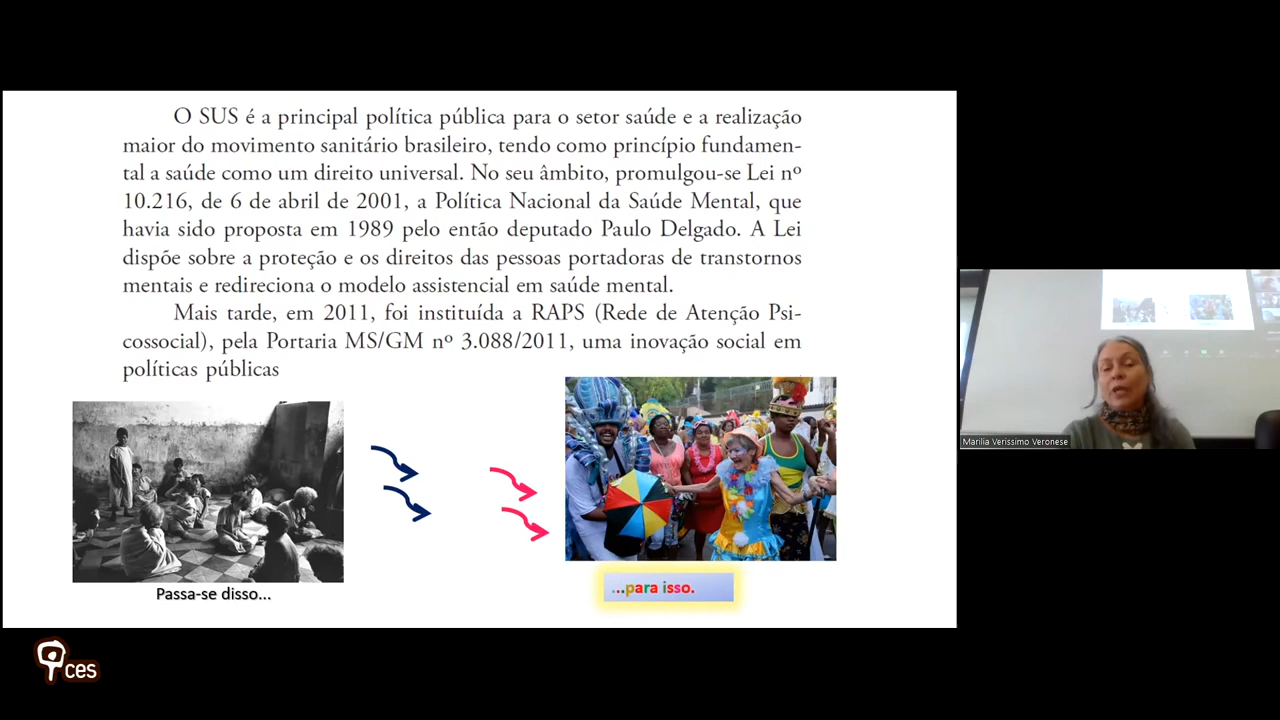 O SUS é a principal política pública para o setor saúde e a realização
maior do movimento sanitário brasileiro, tendo como princípio fundamen-
tal a saúde como um direito universal. No seu âmbito, promulgou-se Lei nº
10.216, de 6 de abril de 2001, a Política Nacional da Saúde Mental, que
havia sido proposta em 1989 pelo então deputado Paulo Delgado. A Lei
dispõe sobre a proteção e os direitos das pessoas portadoras de transtornos
mentais e redireciona o modelo assistencial em saúde mental.
Mais tarde, em 2011, foi instituída a RAPS (Rede de Atenção Psi-
cossocial), pela Portaria MS/GM nº 3.088/2011, uma inovação social em
políticas públicas
Passa-se disso...
...para isso.
Marilia Verissimo Veronese
ces